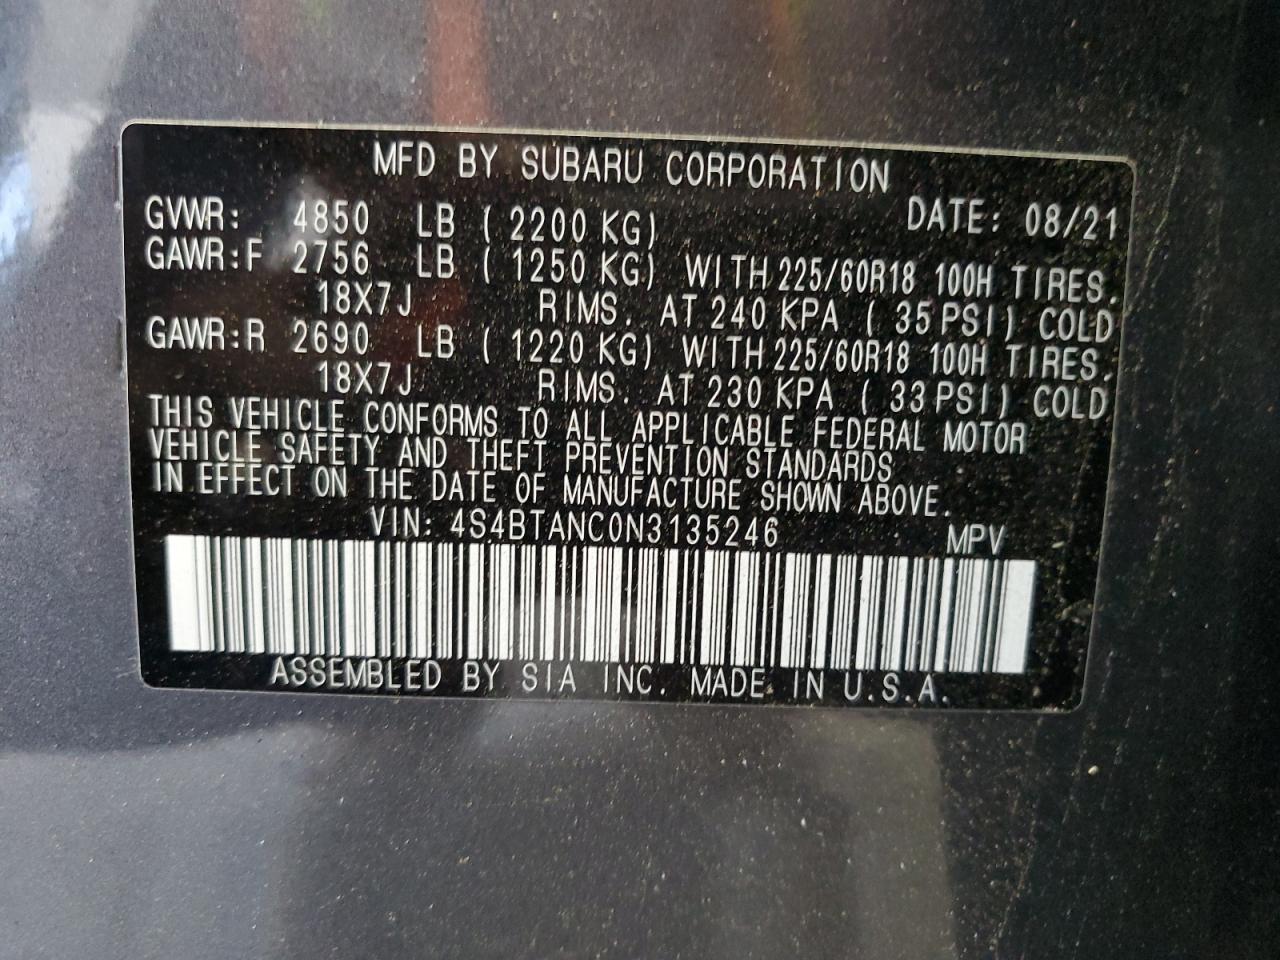 MFD BY SUBARU CORPORATION
GVWR: 4850 LB ( 2200 KG) DATE: 08/21
GAWR:F 2756 LB ( 1250 KG) WITH 225/60R18 100H TIRES.
18X7J RIMS. AT 240 KPA ( 35 PSI) COLD
GAWR:R 2690 LB ( 1220 KG) WITH 225/60R18 100H TIRES.
18X7J RIMS. AT 230 KPA ( 33 PSI) COLD
THIS VEHICLE CONFORMS TO ALL APPLICABLE FEDERAL MOTOR
VEHICLE SAFETY AND THEFT PREVENTION STANDARDS
IN EFFECT ON THE DATE OF MANUFACTURE SHOWN ABOVE.
VIN: 4S4BTANC0N3135246 MPV
ASSEMBLED BY SIA INC. MADE IN U.S.A.